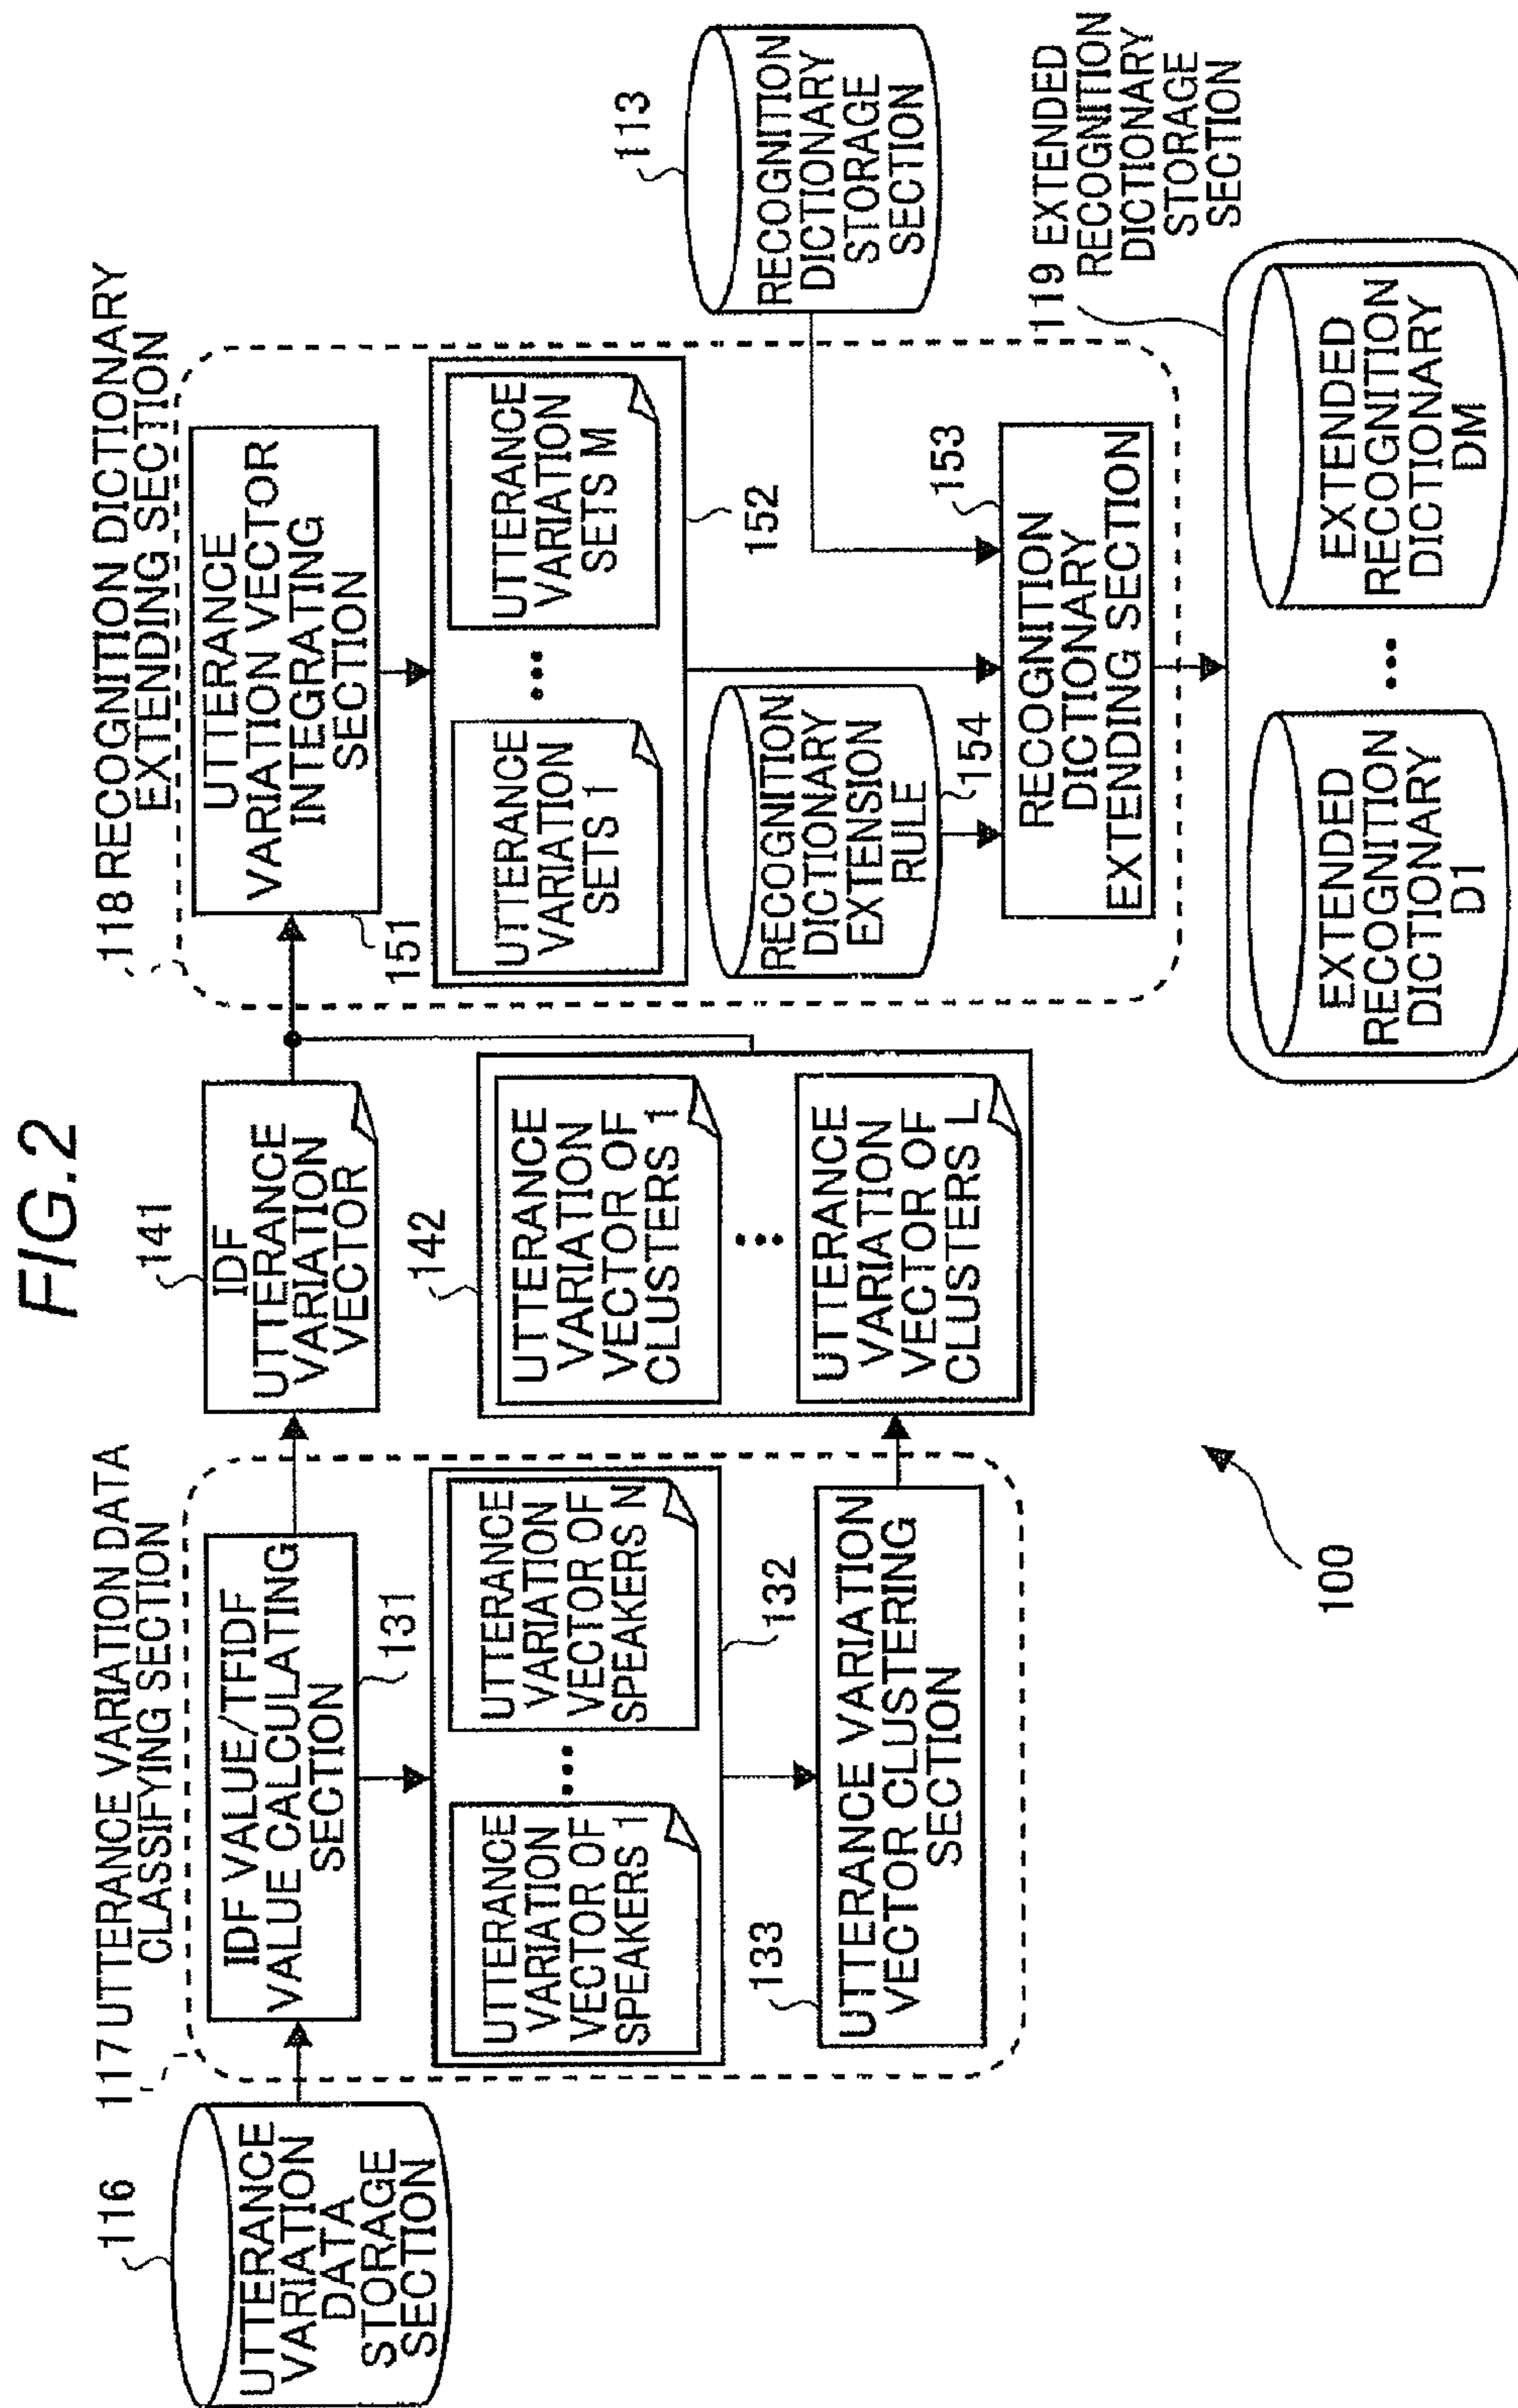 FIG.2
116
UTTERANCE
VARIATION
DATA
STORAGE
SECTION
117 UTTERANCE VARIATION DATA
CLASSIFYING SECTION
IDF VALUE/TFIDF
VALUE CALCULATING
SECTION
131
UTTERANCE
VARIATION
VECTOR OF
SPEAKERS 1
...
UTTERANCE
VARIATION
VECTOR OF
SPEAKERS N
132
133
UTTERANCE VARIATION
VECTOR CLUSTERING
SECTION
141
IDF
UTTERANCE
VARIATION
VECTOR
142
UTTERANCE
VARIATION
VECTOR OF
CLUSTERS 1
...
UTTERANCE
VARIATION
VECTOR OF
CLUSTERS L
118 RECOGNITION DICTIONARY
EXTENDING SECTION
UTTERANCE
VARIATION VECTOR
INTEGRATING
SECTION
151
UTTERANCE
VARIATION
SETS 1
...
UTTERANCE
VARIATION
SETS M
152
RECOGNITION
DICTIONARY
EXTENSION
RULE
154
153
RECOGNITION
DICTIONARY
EXTENDING SECTION
113
RECOGNITION
DICTIONARY
STORAGE
SECTION
119 EXTENDED
RECOGNITION
DICTIONARY
STORAGE
SECTION
EXTENDED
RECOGNITION
DICTIONARY
D1
...
EXTENDED
RECOGNITION
DICTIONARY
DM
100